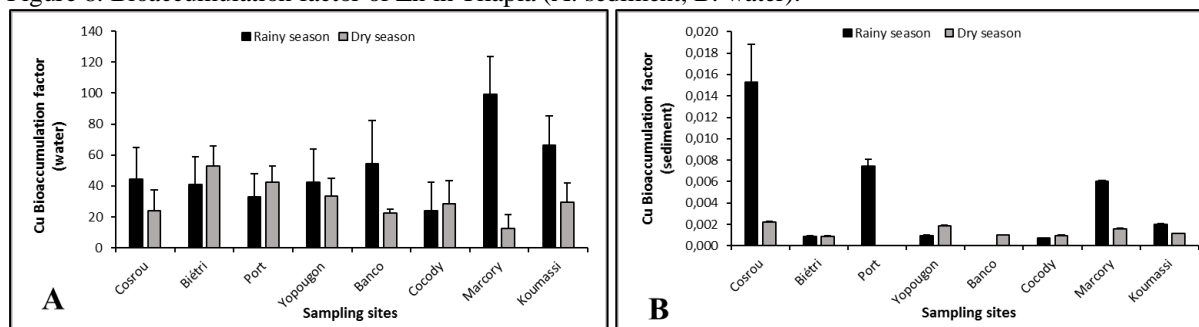 Figure 6. Bioaccumulation factor of Zn in Tilapia (A: sediment, B: water).
Cu Bioaccumulation factor
(water)
140
120
100
80
60
40
20
0
Rainy season Dry season
Cosrou Biétri Port Yopougon Banco Cocody Marcory Koumassi
Sampling sites
A
Cu Bioaccumulation factor
(sediment)
0,020
0,018
0,016
0,014
0,012
0,010
0,008
0,006
0,004
0,002
0,000
Rainy season Dry season
Cosrou Biétri Port Yopougon Banco Cocody Marcory Koumassi
Sampling sites
B